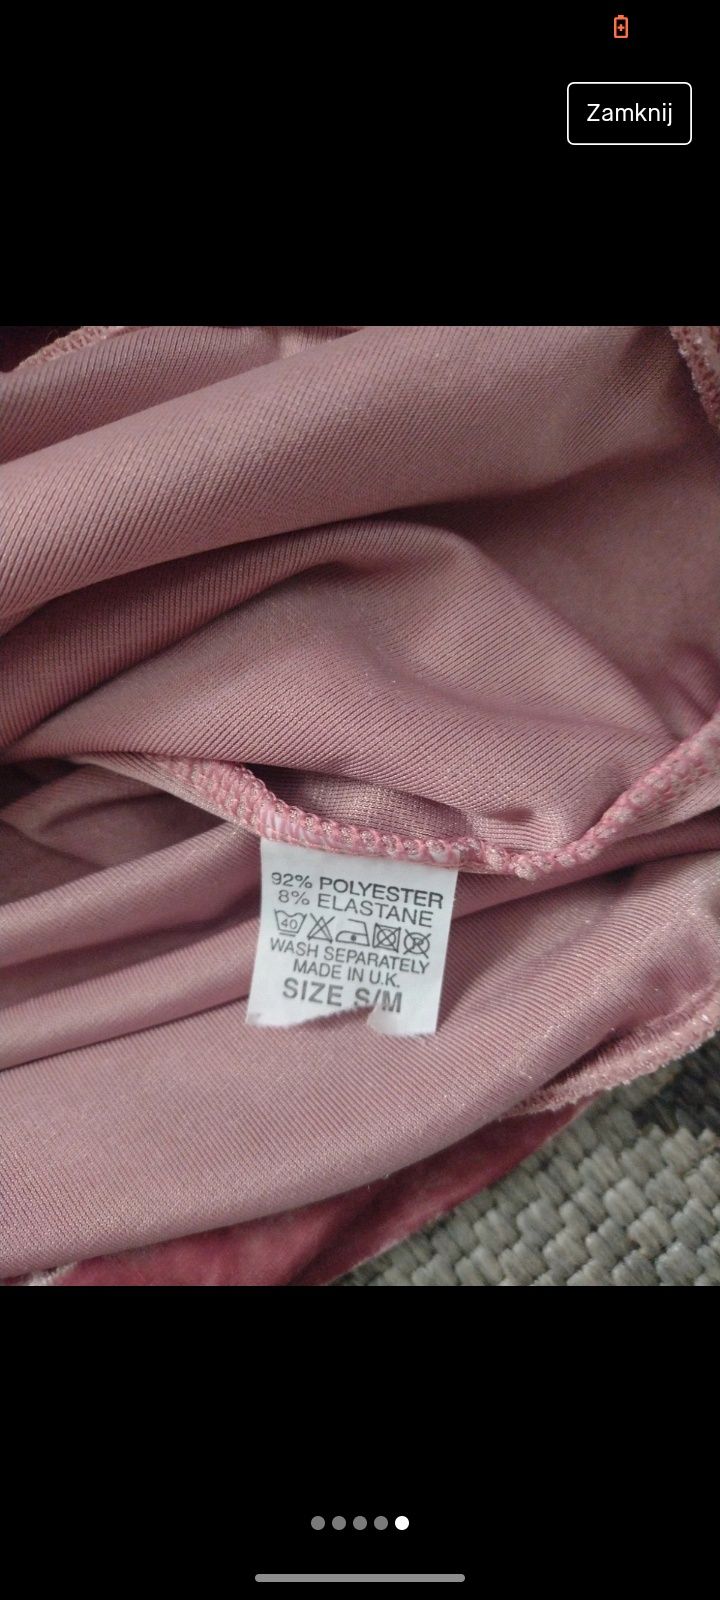 Zamknij
92% POLYESTER
8% ELASTANE
40
WASH SEPARATELY
MADE IN U.K.
SIZE S/M